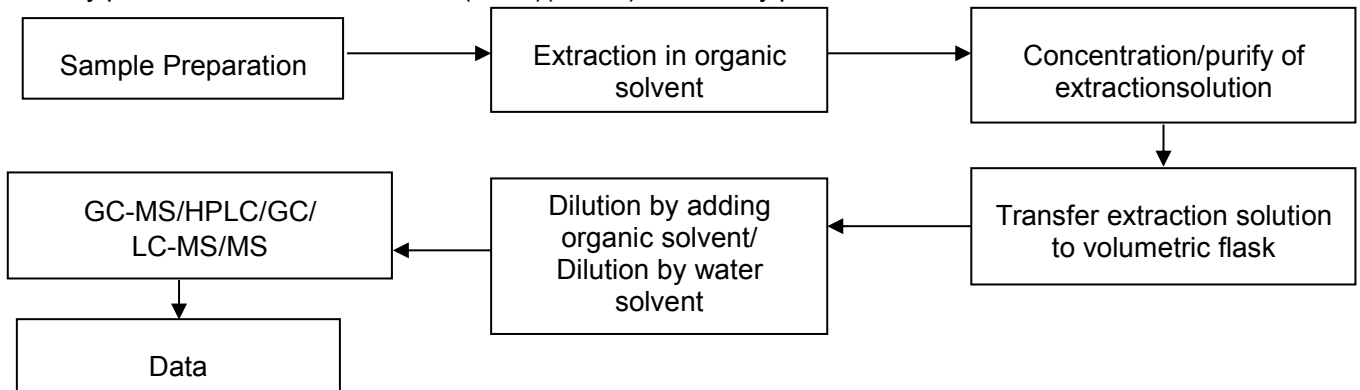 Sample Preparation
Extraction in organic
solvent
Concentration/purify of
extractionsolution
Transfer extraction solution
to volumetric flask
Dilution by adding
organic solvent/
Dilution by water
solvent
GC-MS/HPLC/GC/
LC-MS/MS
Data